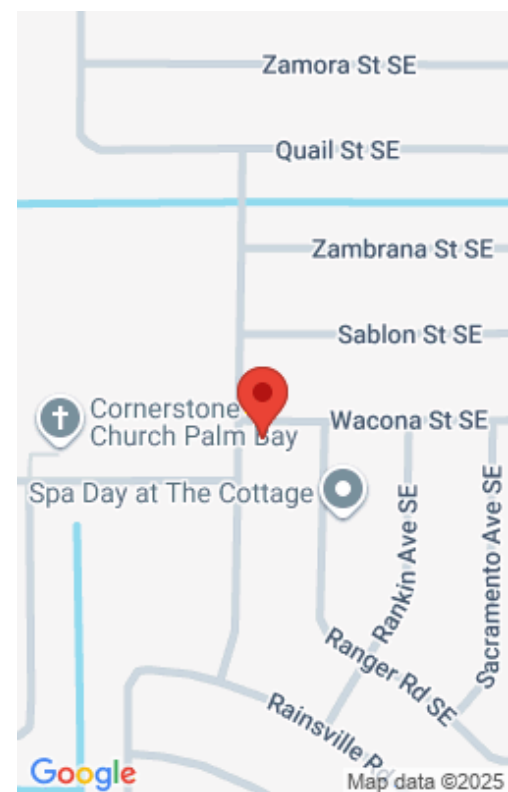 Zamora St SE
Quail St SE
Zambrana St SE
Sablon St SE
Cornerstone
Church Palm Bay
Wacona St SE
Spa Day at The Cottage
Rankin Ave SE
Sacramento Ave SE
Ranger Rd SE
Rainsville
Google
Map data ©2025